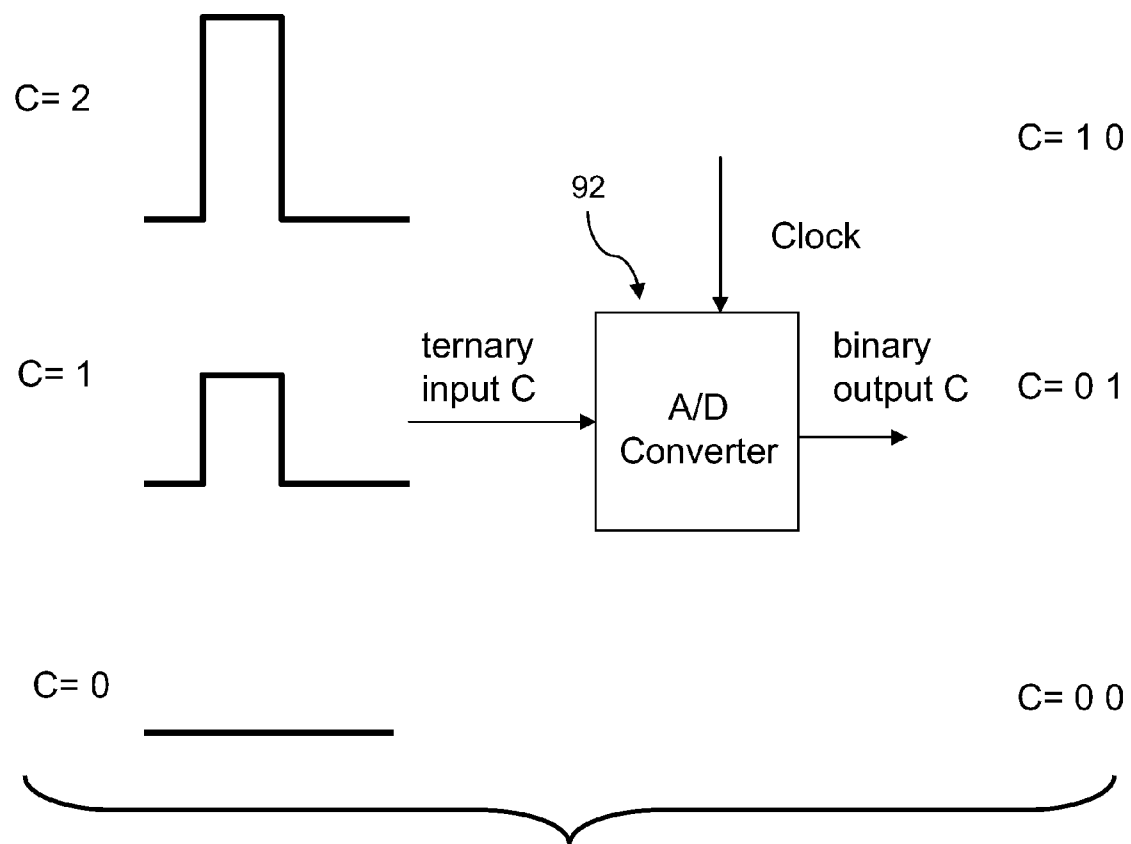 C= 2
C= 1 0
92
Clock
ternary
input C
binary
output C
C= 1
C= 0 1
A/D
Converter
C= 0
C= 0 0